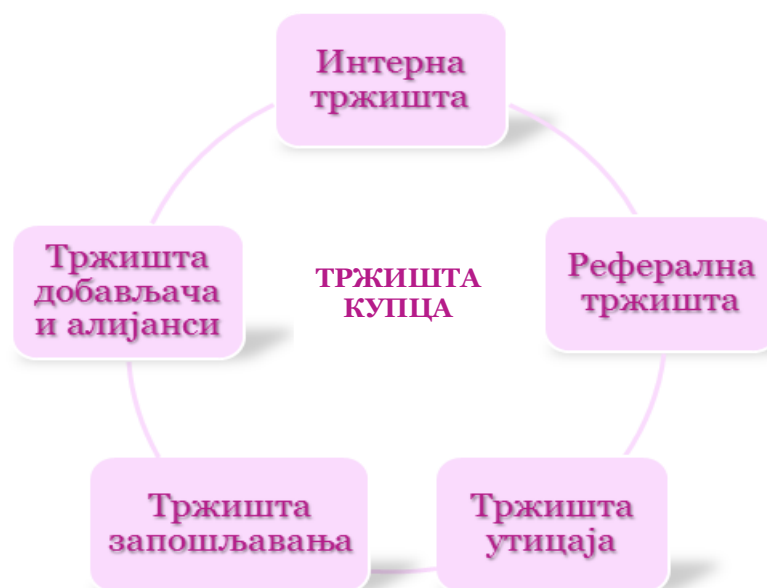 Интерна
тржишта
Реферална
тржишта
Тржишта
утицаја
Тржишта
запошљавања
Тржишта
добављача
и алијанси
ТРЖИШТА
КУПЦА